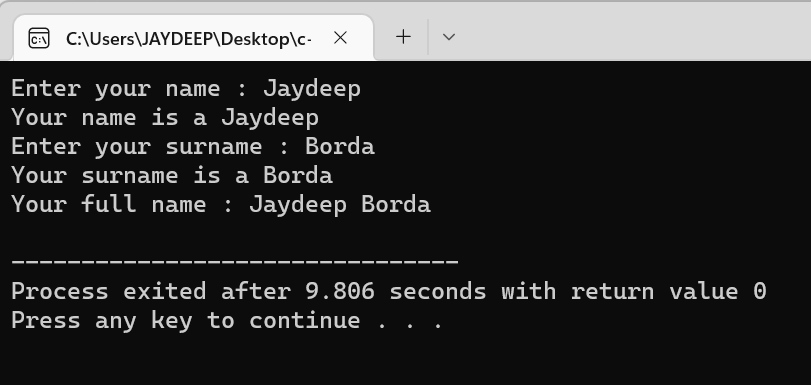 C:\Users\JAYDEEP\Desktop\c-
Enter your name : Jaydeep
Your name is a Jaydeep
Enter your surname : Borda
Your surname is a Borda
Your full name : Jaydeep Borda
--------------------------------
Process exited after 9.806 seconds with return value 0
Press any key to continue . . .